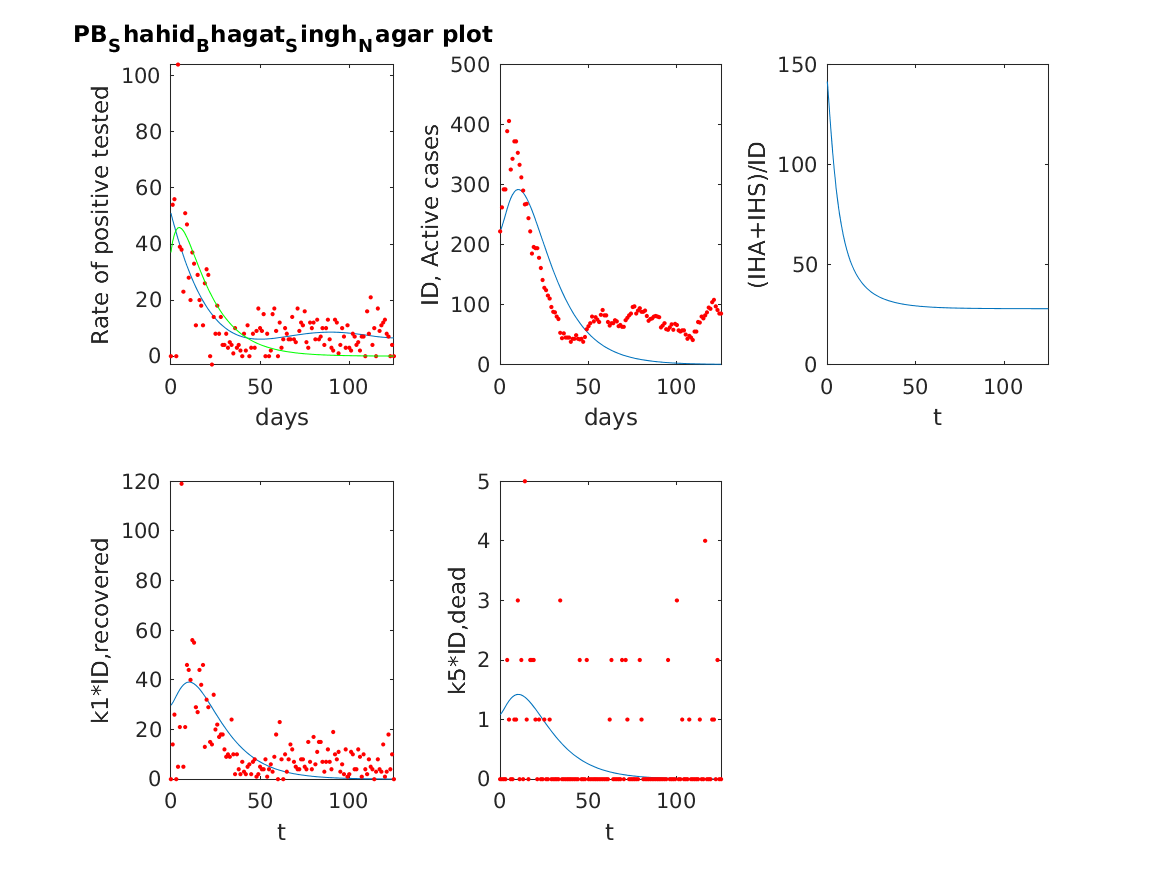 PB_Shahid_Bhagat_Singh_Nagar plot
Rate of positive tested
100
80
60
40
20
0
0 50 100
days
ID, Active cases
500
400
300
200
100
0
0 50 100
days
(IHA+IHS)/ID
150
100
50
0
0 50 100
t
k1*ID,recovered
120
100
80
60
40
20
0
0 50 100
t
k5*ID,dead
5
4
3
2
1
0
0 50 100
t